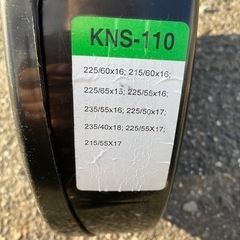 KNS-110
225/60x16; 215/60x16;
225/65x15; 225/55x16;
235/55x16; 225/50x17;
235/40x18; 225/55X17;
215/55X17